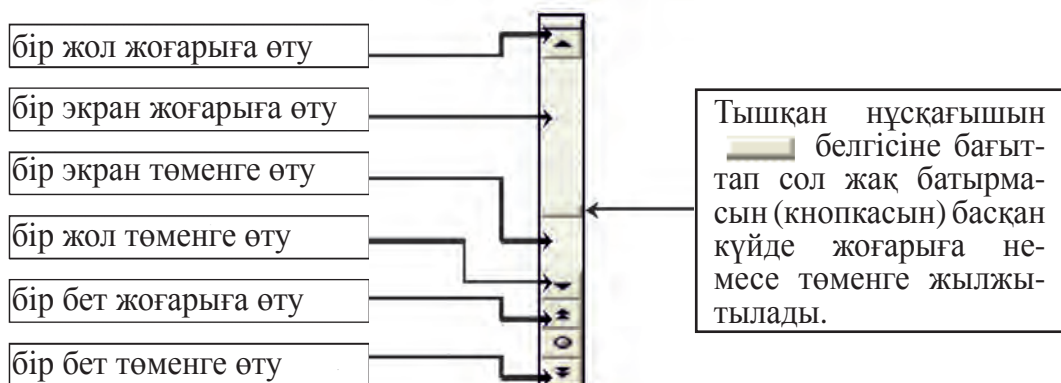 бір жол жоғарыға өту
бір экран жоғарыға өту
бір экран төменге өту
бір жол төменге өту
бір бет жоғарыға өту
бір бет төменге өту
Тышқан нұсқағышын
белгісіне бағыт-
тап сол жақ батырма-
сын (кнопкасын) басқан
күйде жоғарыға не-
месе төменге жылжы-
тылады.